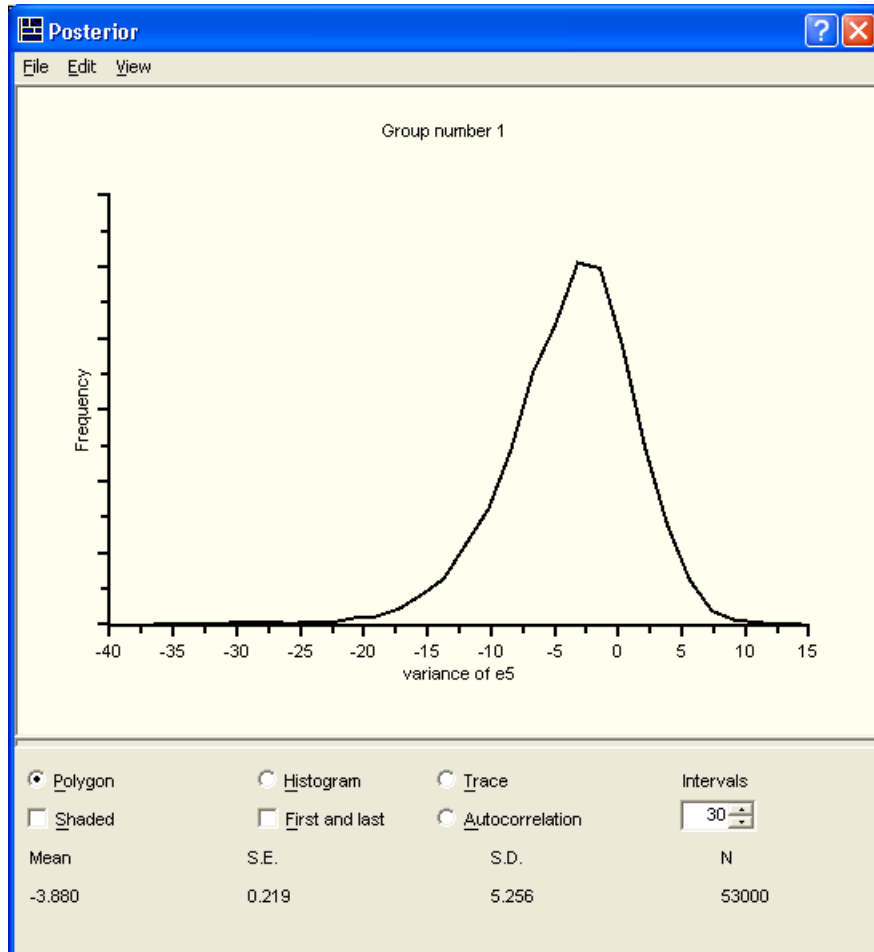 Posterior
File Edit View
Group number 1
Frequency
-40 -35 -30 -25 -20 -15 -10 -5 0 5 10 15
variance of e5
Polygon Histogram Trace Intervals
Shaded First and last Autocorrelation 30
Mean S.E. S.D. N
-3.880 0.219 5.256 53000